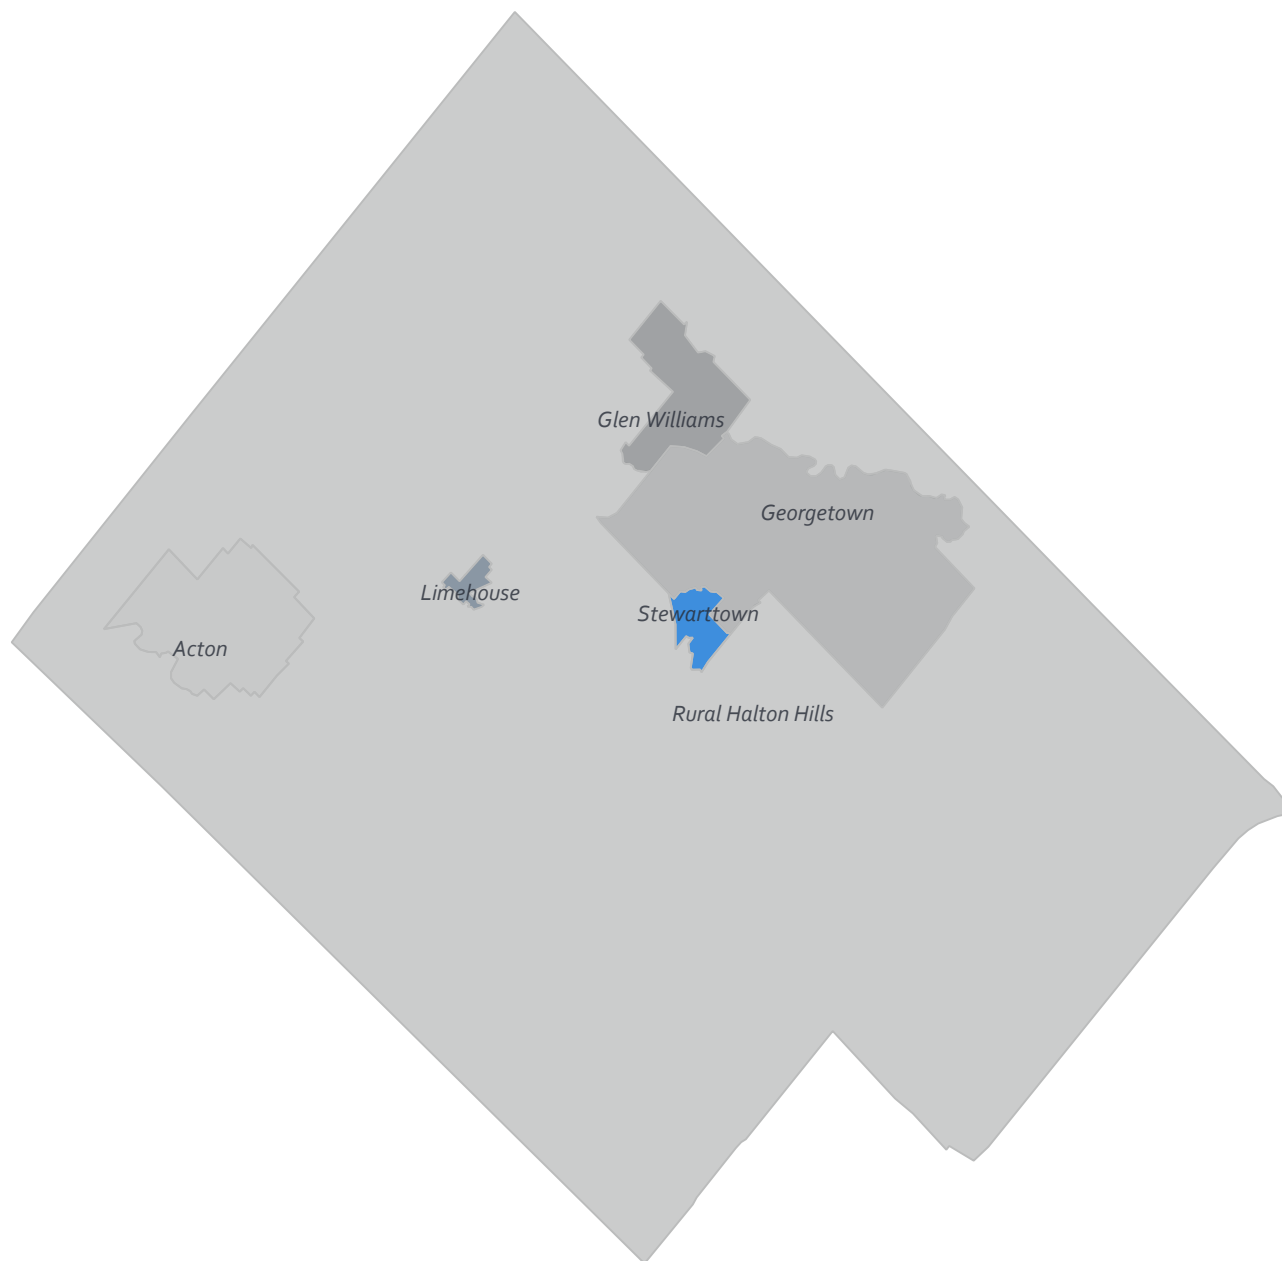 Glen Williams
Georgetown
Limehouse
Stewarttown
Acton
Rural Halton Hills